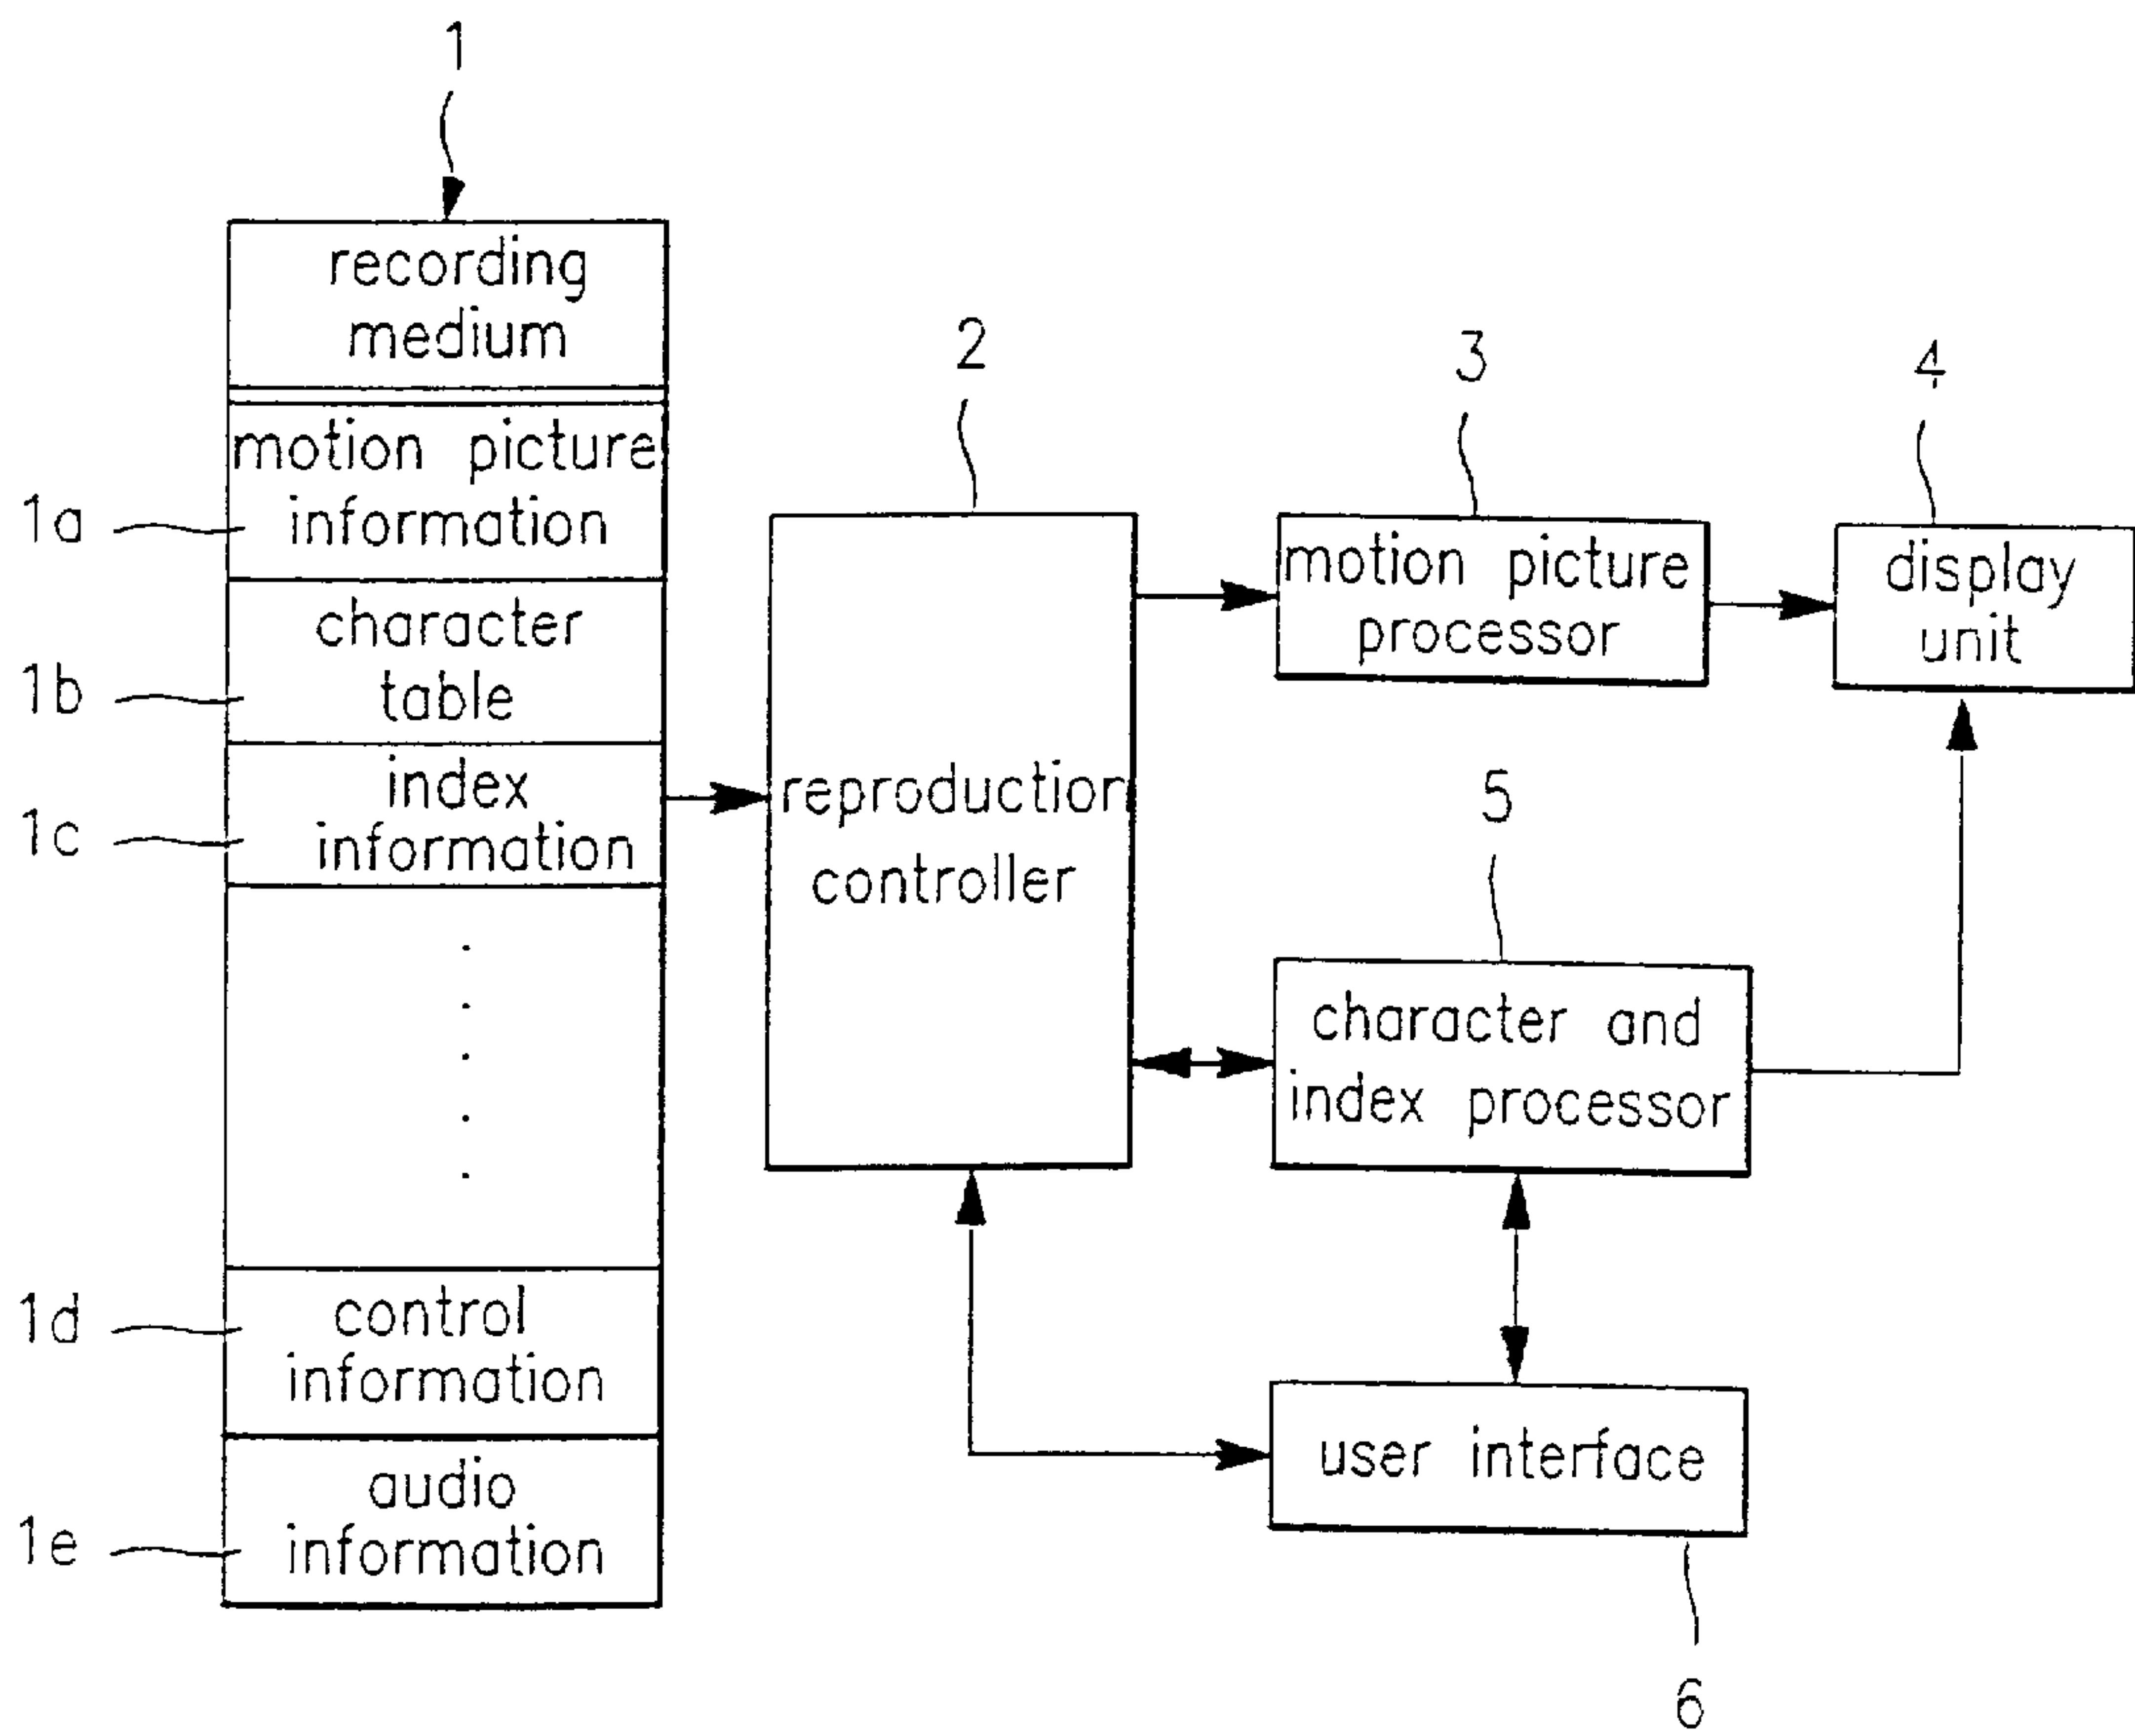 1
recording
medium
motion picture
information
1a
character
table
1b
index
information
1c
control
information
1d
audio
information
1e
2
reproduction
controller
3
motion picture
processor
4
display
unit
5
character and
index processor
user interface
6